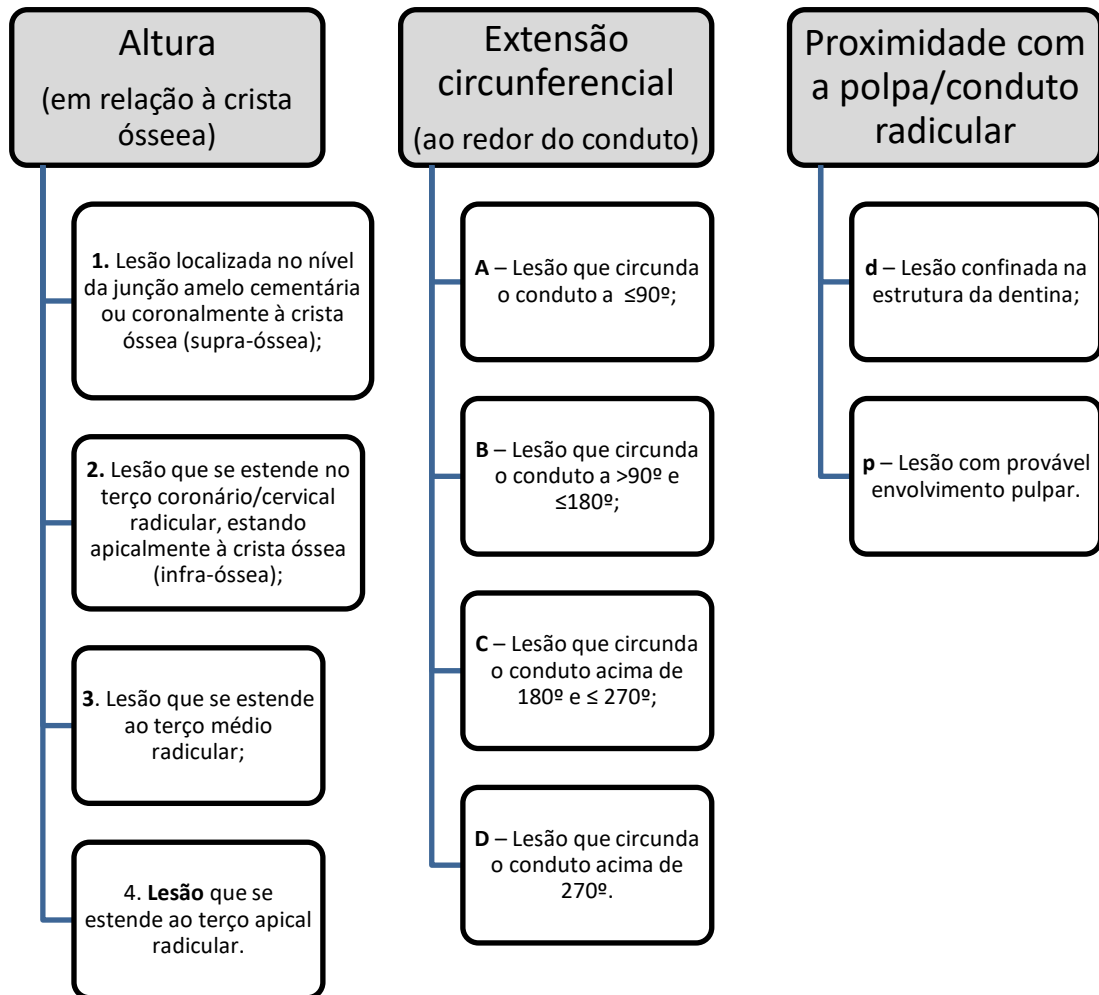 Altura
(em relação à crista
ósseea)
1. Lesão localizada no nível
da junção amelo cementária
ou coronalmente à crista
óssea (supra-óssea);
2. Lesão que se estende no
terço coronário/cervical
radicular, estando
apicalmente à crista óssea
(infra-óssea);
3. Lesão que se estende
ao terço médio
radicular;
4. Lesão que se
estende ao terço apical
radicular.
Extensão
circunferencial
(ao redor do conduto)
A – Lesão que circunda
o conduto a ≤90º;
B – Lesão que circunda
o conduto a >90º e
≤180º;
C – Lesão que circunda
o conduto acima de
180º e ≤ 270º;
D – Lesão que circunda
o conduto acima de
270º.
Proximidade com
a polpa/conduto
radicular
d – Lesão confinada na
estrutura da dentina;
p – Lesão com provável
envolvimento pulpar.